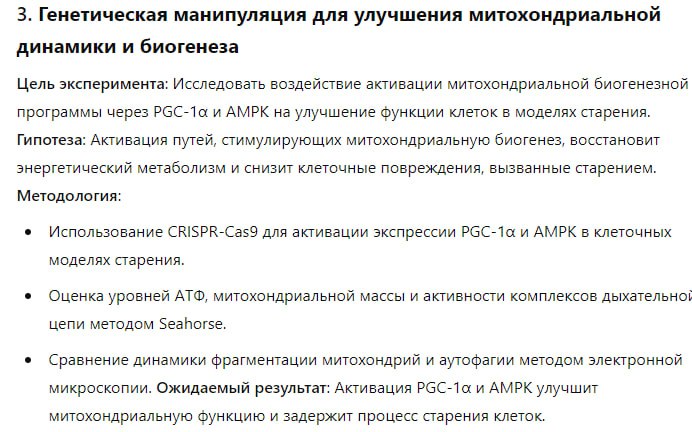 3. Генетическая манипуляция для улучшения митохондриальной
динамики и биогенеза
Цель эксперимента: Исследовать воздействие активации митохондриальной биогенезной
программы через PGC-1α и AMPK на улучшение функции клеток в моделях старения.
Гипотеза: Активация путей, стимулирующих митохондриальную биогенез, восстановит
энергетический метаболизм и снизит клеточные повреждения, вызванные старением.
Методология:
• Использование CRISPR-Cas9 для активации экспрессии PGC-1α и AMPK в клеточных
моделях старения.
• Оценка уровней АТФ, митохондриальной массы и активности комплексов дыхательной
цепи методом Seahorse.
• Сравнение динамики фрагментации митохондрий и аутофагии методом электронной
микроскопии. Ожидаемый результат: Активация PGC-1α и AMPK улучшит
митохондриальную функцию и задержит процесс старения клеток.